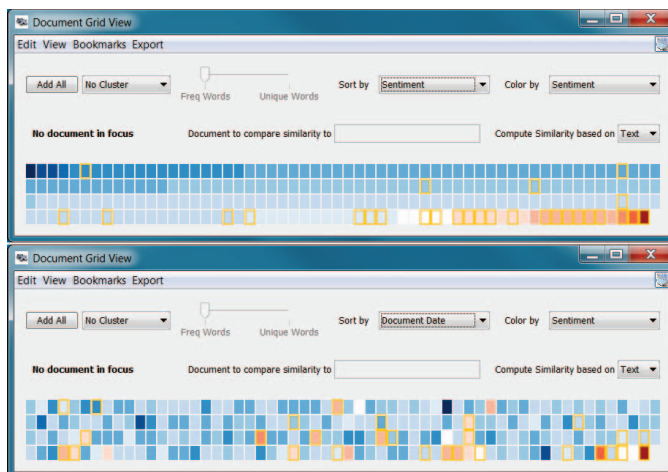 Document Grid View
Edit View Bookmarks Export
Add All No Cluster Freq Words Unique Words Sort by Sentiment Color by Sentiment
No document in focus Document to compare similarity to Compute Similarity based on Text
Document Grid View
Edit View Bookmarks Export
Add All No Cluster Freq Words Unique Words Sort by Document Date Color by Sentiment
No document in focus Document to compare similarity to Compute Similarity based on Text